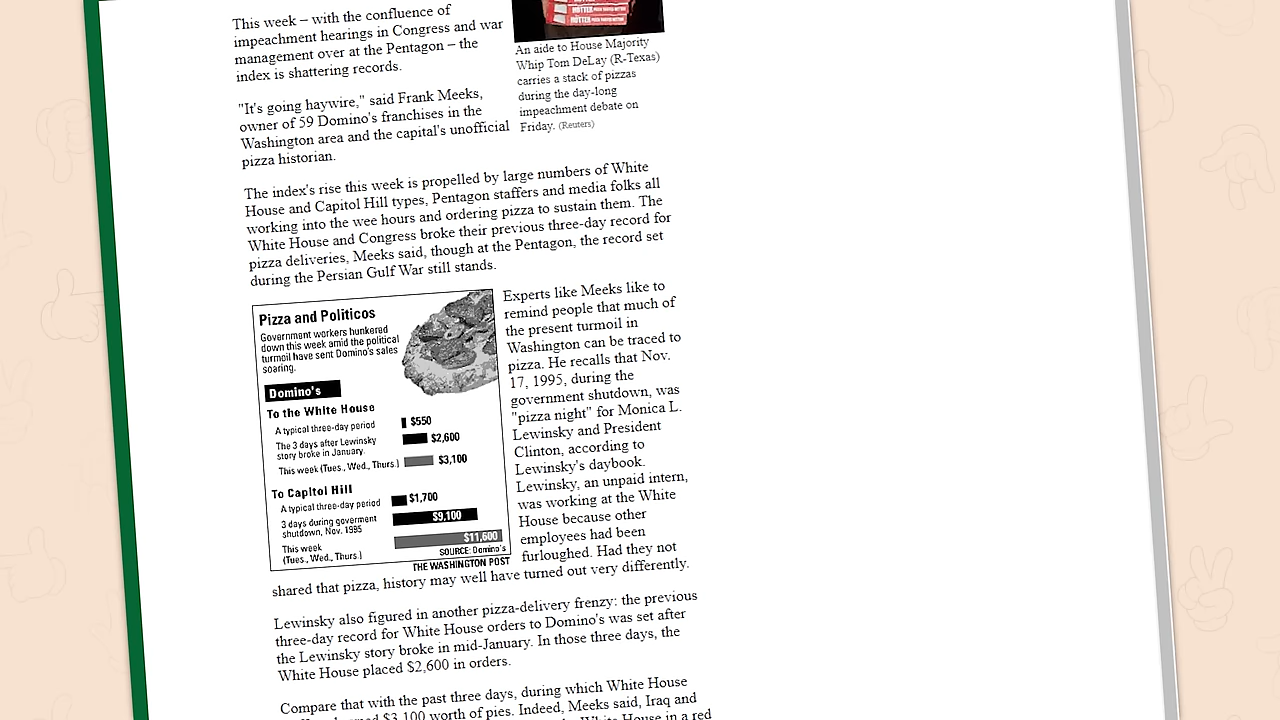 This week – with the confluence of
impeachment hearings in Congress and war
management over at the Pentagon – the
index is shattering records.
"It's going haywire," said Frank Meeks,
owner of 59 Domino's franchises in the
Washington area and the capital's unofficial
pizza historian.
HOTTER
HOTTER
An aide to House Majority
Whip Tom DeLay (R-Texas)
carries a stack of pizzas
during the day-long
impeachment debate on
Friday. (Reuters)
The index's rise this week is propelled by large numbers of White
House and Capitol Hill types, Pentagon staffers and media folks all
working into the wee hours and ordering pizza to sustain them. The
White House and Congress broke their previous three-day record for
pizza deliveries, Meeks said, though at the Pentagon, the record set
during the Persian Gulf War still stands.
Pizza and Politicos
Government workers hunkered
down this week amid the political
turmoil have sent Domino's sales
soaring.
Domino's
To the White House
A typical three-day period $550
The 3 days after Lewinsky
story broke in January. $2,600
This week (Tues., Wed., Thurs.) $3,100
To Capitol Hill
A typical three-day period $1,700
3 days during goverment
shutdown, Nov. 1995 $9,100
This week
(Tues., Wed., Thurs.) $11,600
SOURCE: Domino's
THE WASHINGTON POST
Experts like Meeks like to
remind people that much of
the present turmoil in
Washington can be traced to
pizza. He recalls that Nov.
17, 1995, during the
government shutdown, was
"pizza night" for Monica L.
Lewinsky and President
Clinton, according to
Lewinsky's daybook.
Lewinsky, an unpaid intern,
was working at the White
House because other
employees had been
furloughed. Had they not
shared that pizza, history may well have turned out very differently.
Lewinsky also figured in another pizza-delivery frenzy: the previous
three-day record for White House orders to Domino's was set after
the Lewinsky story broke in mid-January. In those three days, the
White House placed $2,600 in orders.
Compare that with the past three days, during which White House
$3,100 worth of pies. Indeed, Meeks said, Iraq and
White House in a red